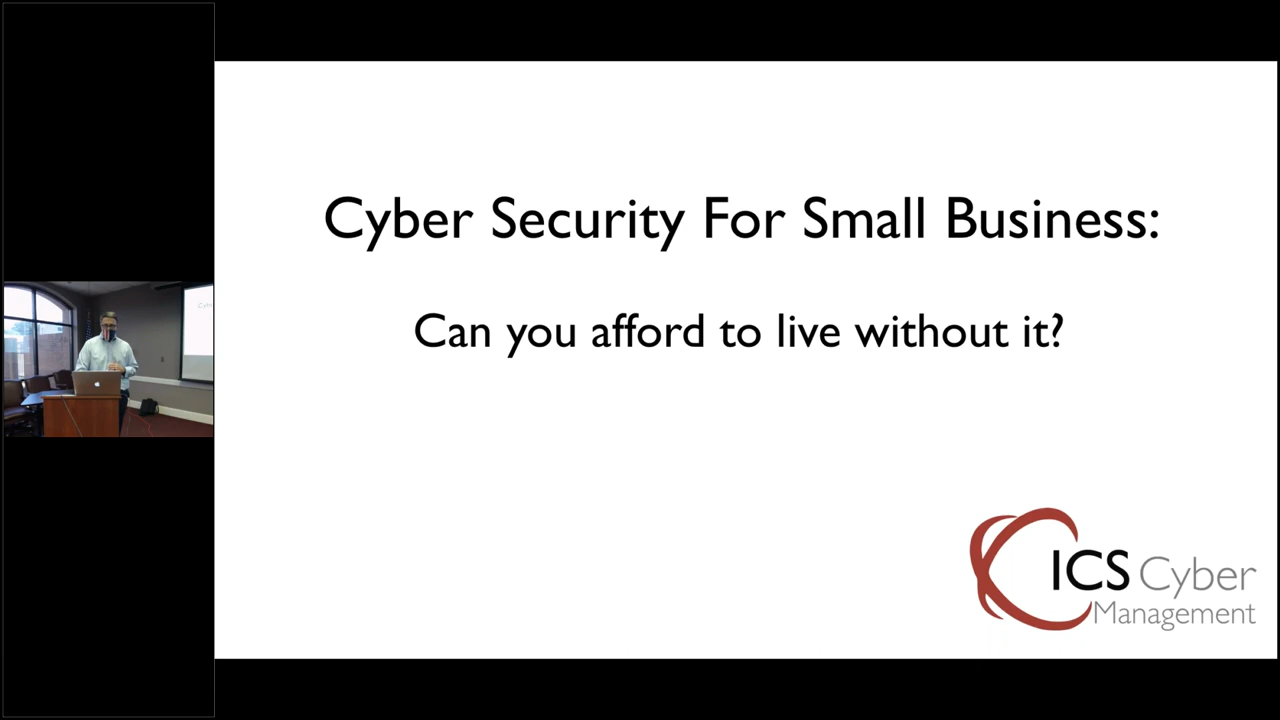 Cyber Security For Small Business:
Can you afford to live without it?
ICS Cyber
Management